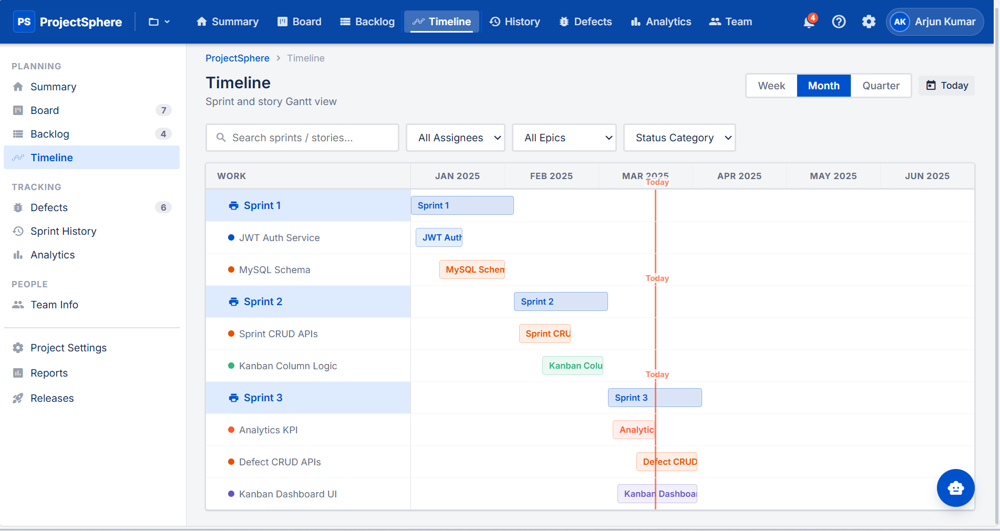 PS ProjectSphere Summary Board Backlog Timeline History Defects Analytics Team 4 AK Arjun Kumar
PLANNING
Summary
Board 7
Backlog 4
Timeline
TRACKING
Defects 6
Sprint History
Analytics
PEOPLE
Team Info
Project Settings
Reports
Releases
ProjectSphere > Timeline
Timeline
Sprint and story Gantt view
Week Month Quarter Today
Search sprints / stories... All Assignees All Epics Status Category
WORK JAN 2025 FEB 2025 MAR 2025 APR 2025 MAY 2025 JUN 2025
Today
Sprint 1 Sprint 1
JWT Auth Service JWT Auth
MySQL Schema MySQL Schem
Today
Sprint 2 Sprint 2
Sprint CRUD APIs Sprint CRU
Kanban Column Logic Kanban Colu
Today
Sprint 3 Sprint 3
Analytics KPI Analytic
Defect CRUD APIs Defect CRUD
Kanban Dashboard UI Kanban Dashboar